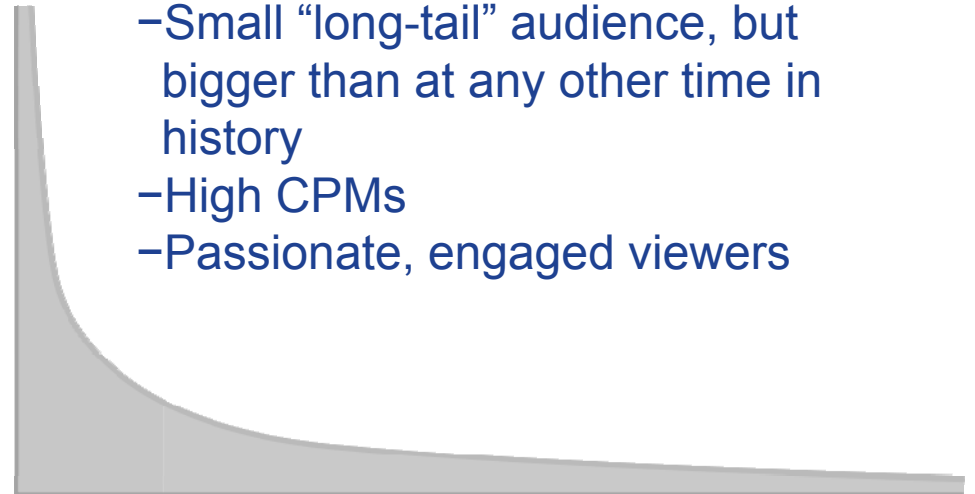 −Small “long-tail” audience, but
bigger than at any other time in
history
−High CPMs
−Passionate, engaged viewers